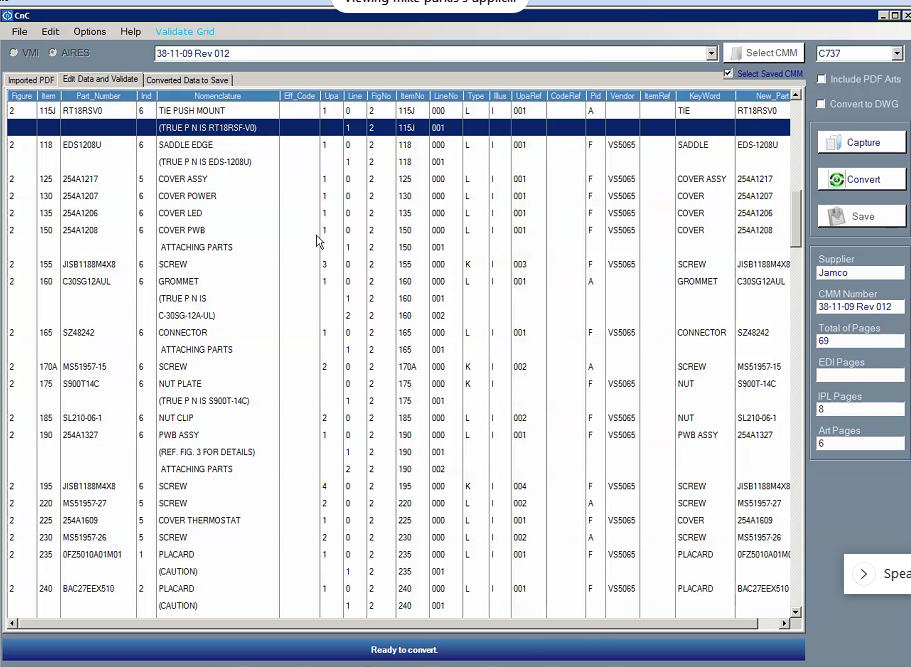 Viewing mike parkis's applic...
CnC
File Edit Options Help Validate Grid
VMI AIRES 38-11-09 Rev 012 Select CMM C737
Select Saved CMM
Imported PDF Edit Data and Validate Converted Data to Save
Figure Item Part_Number Ind Nomenclature Eff_Code Upa Line FigNo ItemNo LineNo Type Illus UpaRef CodeRef Pid Vendor ItemRef KeyWord New_Part
2 115J RT18RSV0 6 TIE PUSH MOUNT 1 0 2 115J 000 L I 001 A TIE RT18RSV0
(TRUE P N IS RT18RSF-V0) 1 2 115J 001
2 118 EDS1208U 6 SADDLE EDGE 1 0 2 118 000 L I 001 F VS5065 SADDLE EDS-1208U
(TRUE P N IS EDS-1208U) 1 2 118 001
2 125 254A1217 5 COVER ASSY 1 0 2 125 000 L I 001 F VS5065 COVER ASSY 254A1217
2 130 254A1207 6 COVER POWER 1 0 2 130 000 L I 001 F VS5065 COVER 254A1207
2 135 254A1206 6 COVER LED 1 0 2 135 000 L I 001 F VS5065 COVER 254A1206
2 150 254A1208 6 COVER PWB 1 0 2 150 000 L I 001 F VS5065 COVER 254A1208
ATTACHING PARTS 1 2 150 001
2 155 JISB1188M4X8 6 SCREW 3 0 2 155 000 K I 003 F VS5065 SCREW JISB1188M4X8
2 160 C30SG12AUL 6 GROMMET 1 0 2 160 000 L I 001 A GROMMET C30SG12AUL
(TRUE P N IS 1 2 160 001
C-30SG-12A-UL) 2 2 160 002
2 165 SZ48242 6 CONNECTOR 1 0 2 165 000 L I 001 F VS5065 CONNECTOR SZ48242
ATTACHING PARTS 1 2 165 001
2 170A MS51957-15 6 SCREW 2 0 2 170A 000 K I 002 A SCREW MS51957-15
2 175 S900T14C 6 NUT PLATE 0 2 175 000 K I F VS5065 NUT S900T-14C
(TRUE P N IS S900T-14C) 1 2 175 001
2 185 SL210-06-1 6 NUT CLIP 2 0 2 185 000 L I 002 F VS5065 NUT SL210-06-1
2 190 254A1327 6 PWB ASSY 1 0 2 190 000 L I 001 F VS5065 PWB ASSY 254A1327
(REF. FIG. 3 FOR DETAILS) 1 2 190 001
ATTACHING PARTS 2 2 190 002
2 195 JISB1188M4X8 6 SCREW 4 0 2 195 000 K I 004 F VS5065 SCREW JISB1188M4X8
2 220 MS51957-27 5 SCREW 2 0 2 220 000 L I 002 A SCREW MS51957-27
2 225 254A1609 5 COVER THERMOSTAT 1 0 2 225 000 L I 001 F VS5065 COVER 254A1609
2 230 MS51957-26 5 SCREW 2 0 2 230 000 L I 002 A SCREW MS51957-26
2 235 0FZ5010A01M01 1 PLACARD 1 0 2 235 000 L I 001 F VS5065 PLACARD 0FZ5010A01M0
(CAUTION) 1 2 235 001
2 240 BAC27EEX510 2 PLACARD 1 0 2 240 000 L I 001 F VS5065 PLACARD BAC27EEX510
(CAUTION) 1 2 240 001
Ready to convert.
Include PDF Arts
Convert to DWG
Capture
Convert
Save
Supplier
Jamco
CMM Number
38-11-09 Rev 012
Total of Pages
69
EDI Pages
IPL Pages
8
Art Pages
6
Spea